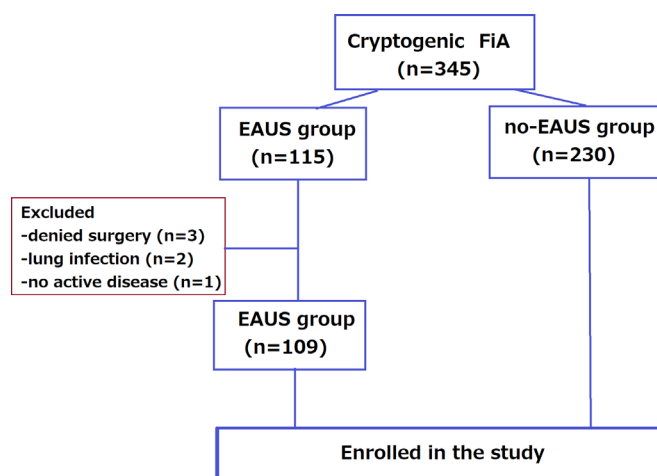 Cryptogenic FiA
(n=345)
EAUS group
(n=115)
no-EAUS group
(n=230)
Excluded
-denied surgery (n=3)
-lung infection (n=2)
-no active disease (n=1)
EAUS group
(n=109)
Enrolled in the study